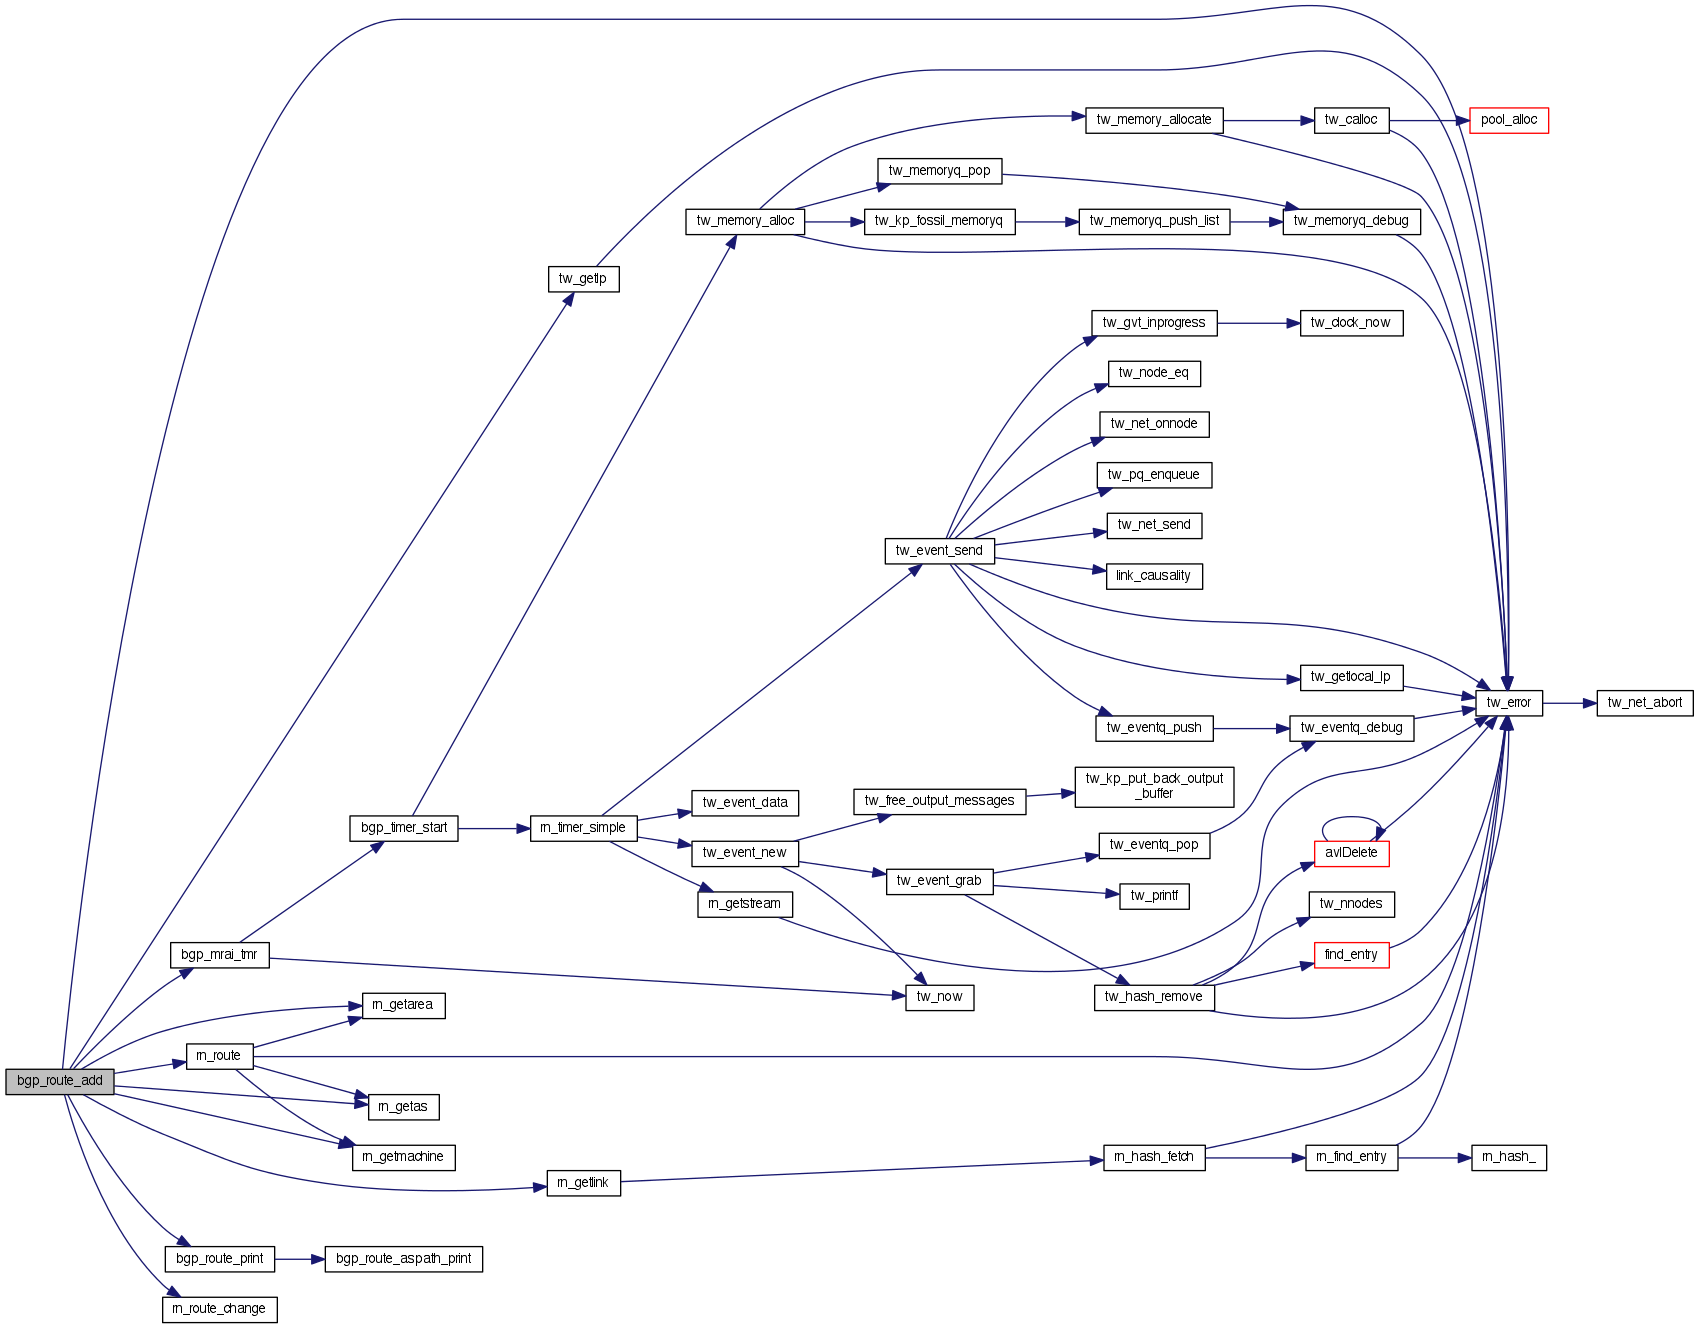 tw_memory_allocate
tw_calloc
pool_alloc
tw_memoryq_pop
tw_memory_alloc
tw_kp_fossil_memoryq
tw_memoryq_push_list
tw_memoryq_debug
tw_getlp
tw_gvt_inprogress
tw_clock_now
tw_node_eq
tw_net_onnode
tw_pq_enqueue
tw_net_send
tw_event_send
link_causality
tw_getlocal_lp
tw_error
tw_net_abort
tw_eventq_push
tw_eventq_debug
tw_kp_put_back_output
_buffer
tw_event_data
tw_free_output_messages
bgp_timer_start
rn_timer_simple
tw_event_new
tw_eventq_pop
avlDelete
tw_event_grab
tw_printf
rn_getstream
tw_nnodes
bgp_mrai_tmr
find_entry
tw_now
tw_hash_remove
rn_getarea
rn_route
bgp_route_add
rn_getas
rn_getmachine
rn_hash_fetch
rn_find_entry
rn_hash_
rn_getlink
bgp_route_print
bgp_route_aspath_print
rn_route_change